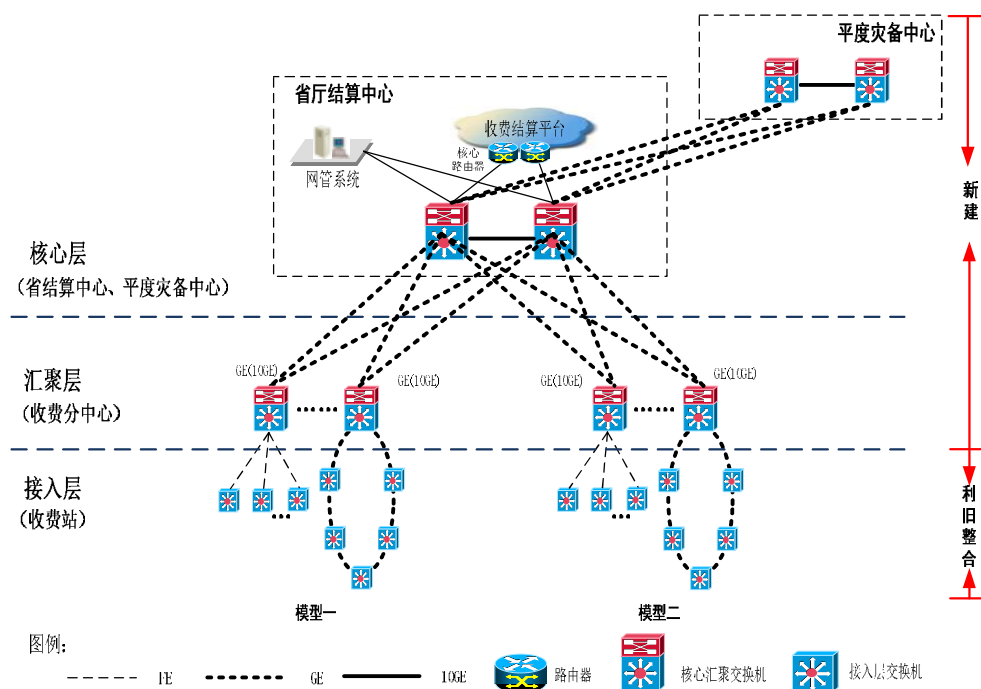 平度灾备中心
省厅结算中心
收费结算平台
核心
路由器
网管系统
新建
核心层
(省结算中心、平度灾备中心)
汇聚层
(收费分中心)
GE(10GE)
GE(10GE)
GE(10GE)
GE(10GE)
接入层
(收费站)
利旧整合
模型一
模型二
图例:
FE
GE
10GE
路由器
核心汇聚交换机
接入层交换机